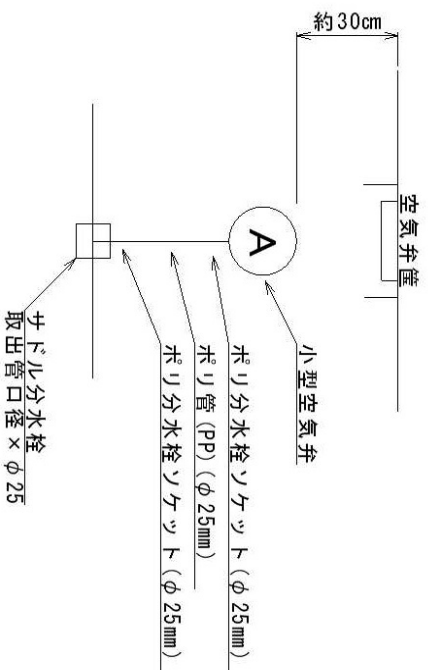 約30cm
空気弁筐
A
小型空気弁
ポリ分水栓ソケット(φ25mm)
ポリ管(PP)(φ25mm)
ポリ分水栓ソケット(φ25mm)
サドル分水栓
取出管口径×φ25